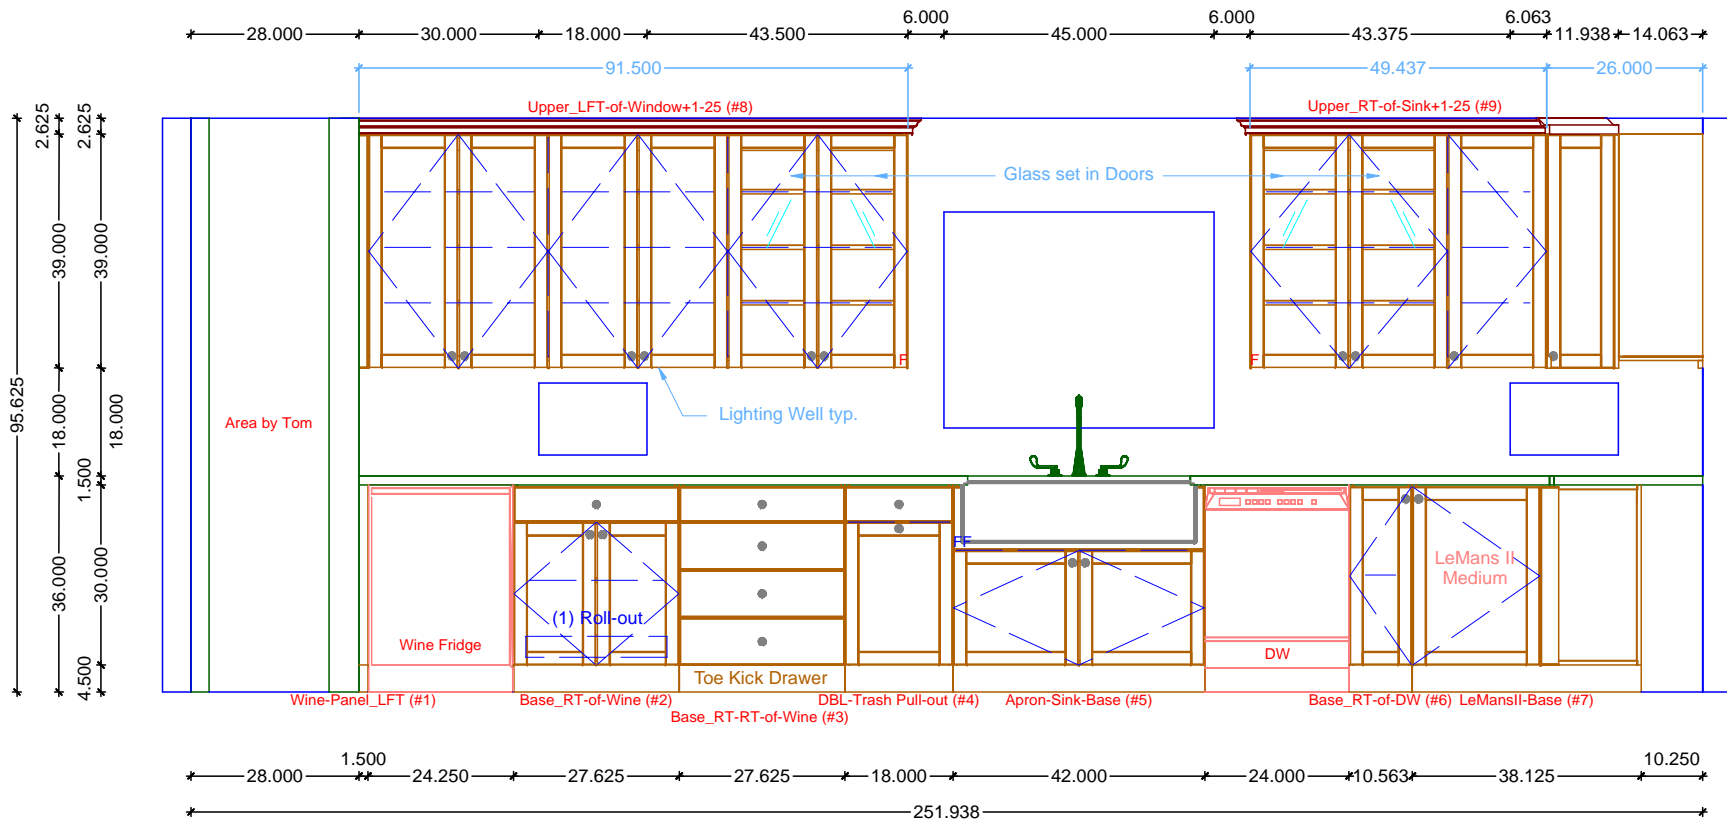 6.000 6.000 6.063
28.000 30.000 18.000 43.500 45.000 43.375 11.938 14.063
91.500 49.437 26.000
Upper_LFT-of-Window+1-25 (#8) Upper_RT-of-Sink+1-25 (#9)
2.625 2.625
Glass set in Doors
39.000 39.000
95.625
F F
Lighting Well typ.
18.000 18.000
Area by Tom
1.500
FF
LeMans II
Medium
36.000 30.000
(1) Roll-out
Wine Fridge
DW
Toe Kick Drawer
4.500
Wine-Panel_LFT (#1) Base_RT-of-Wine (#2) DBL-Trash Pull-out (#4) Apron-Sink-Base (#5) Base_RT-of-DW (#6) LeMansII-Base (#7)
Base_RT-RT-of-Wine (#3)
1.500 10.250
28.000 24.250 27.625 27.625 18.000 42.000 24.000 10.563 38.125
251.938